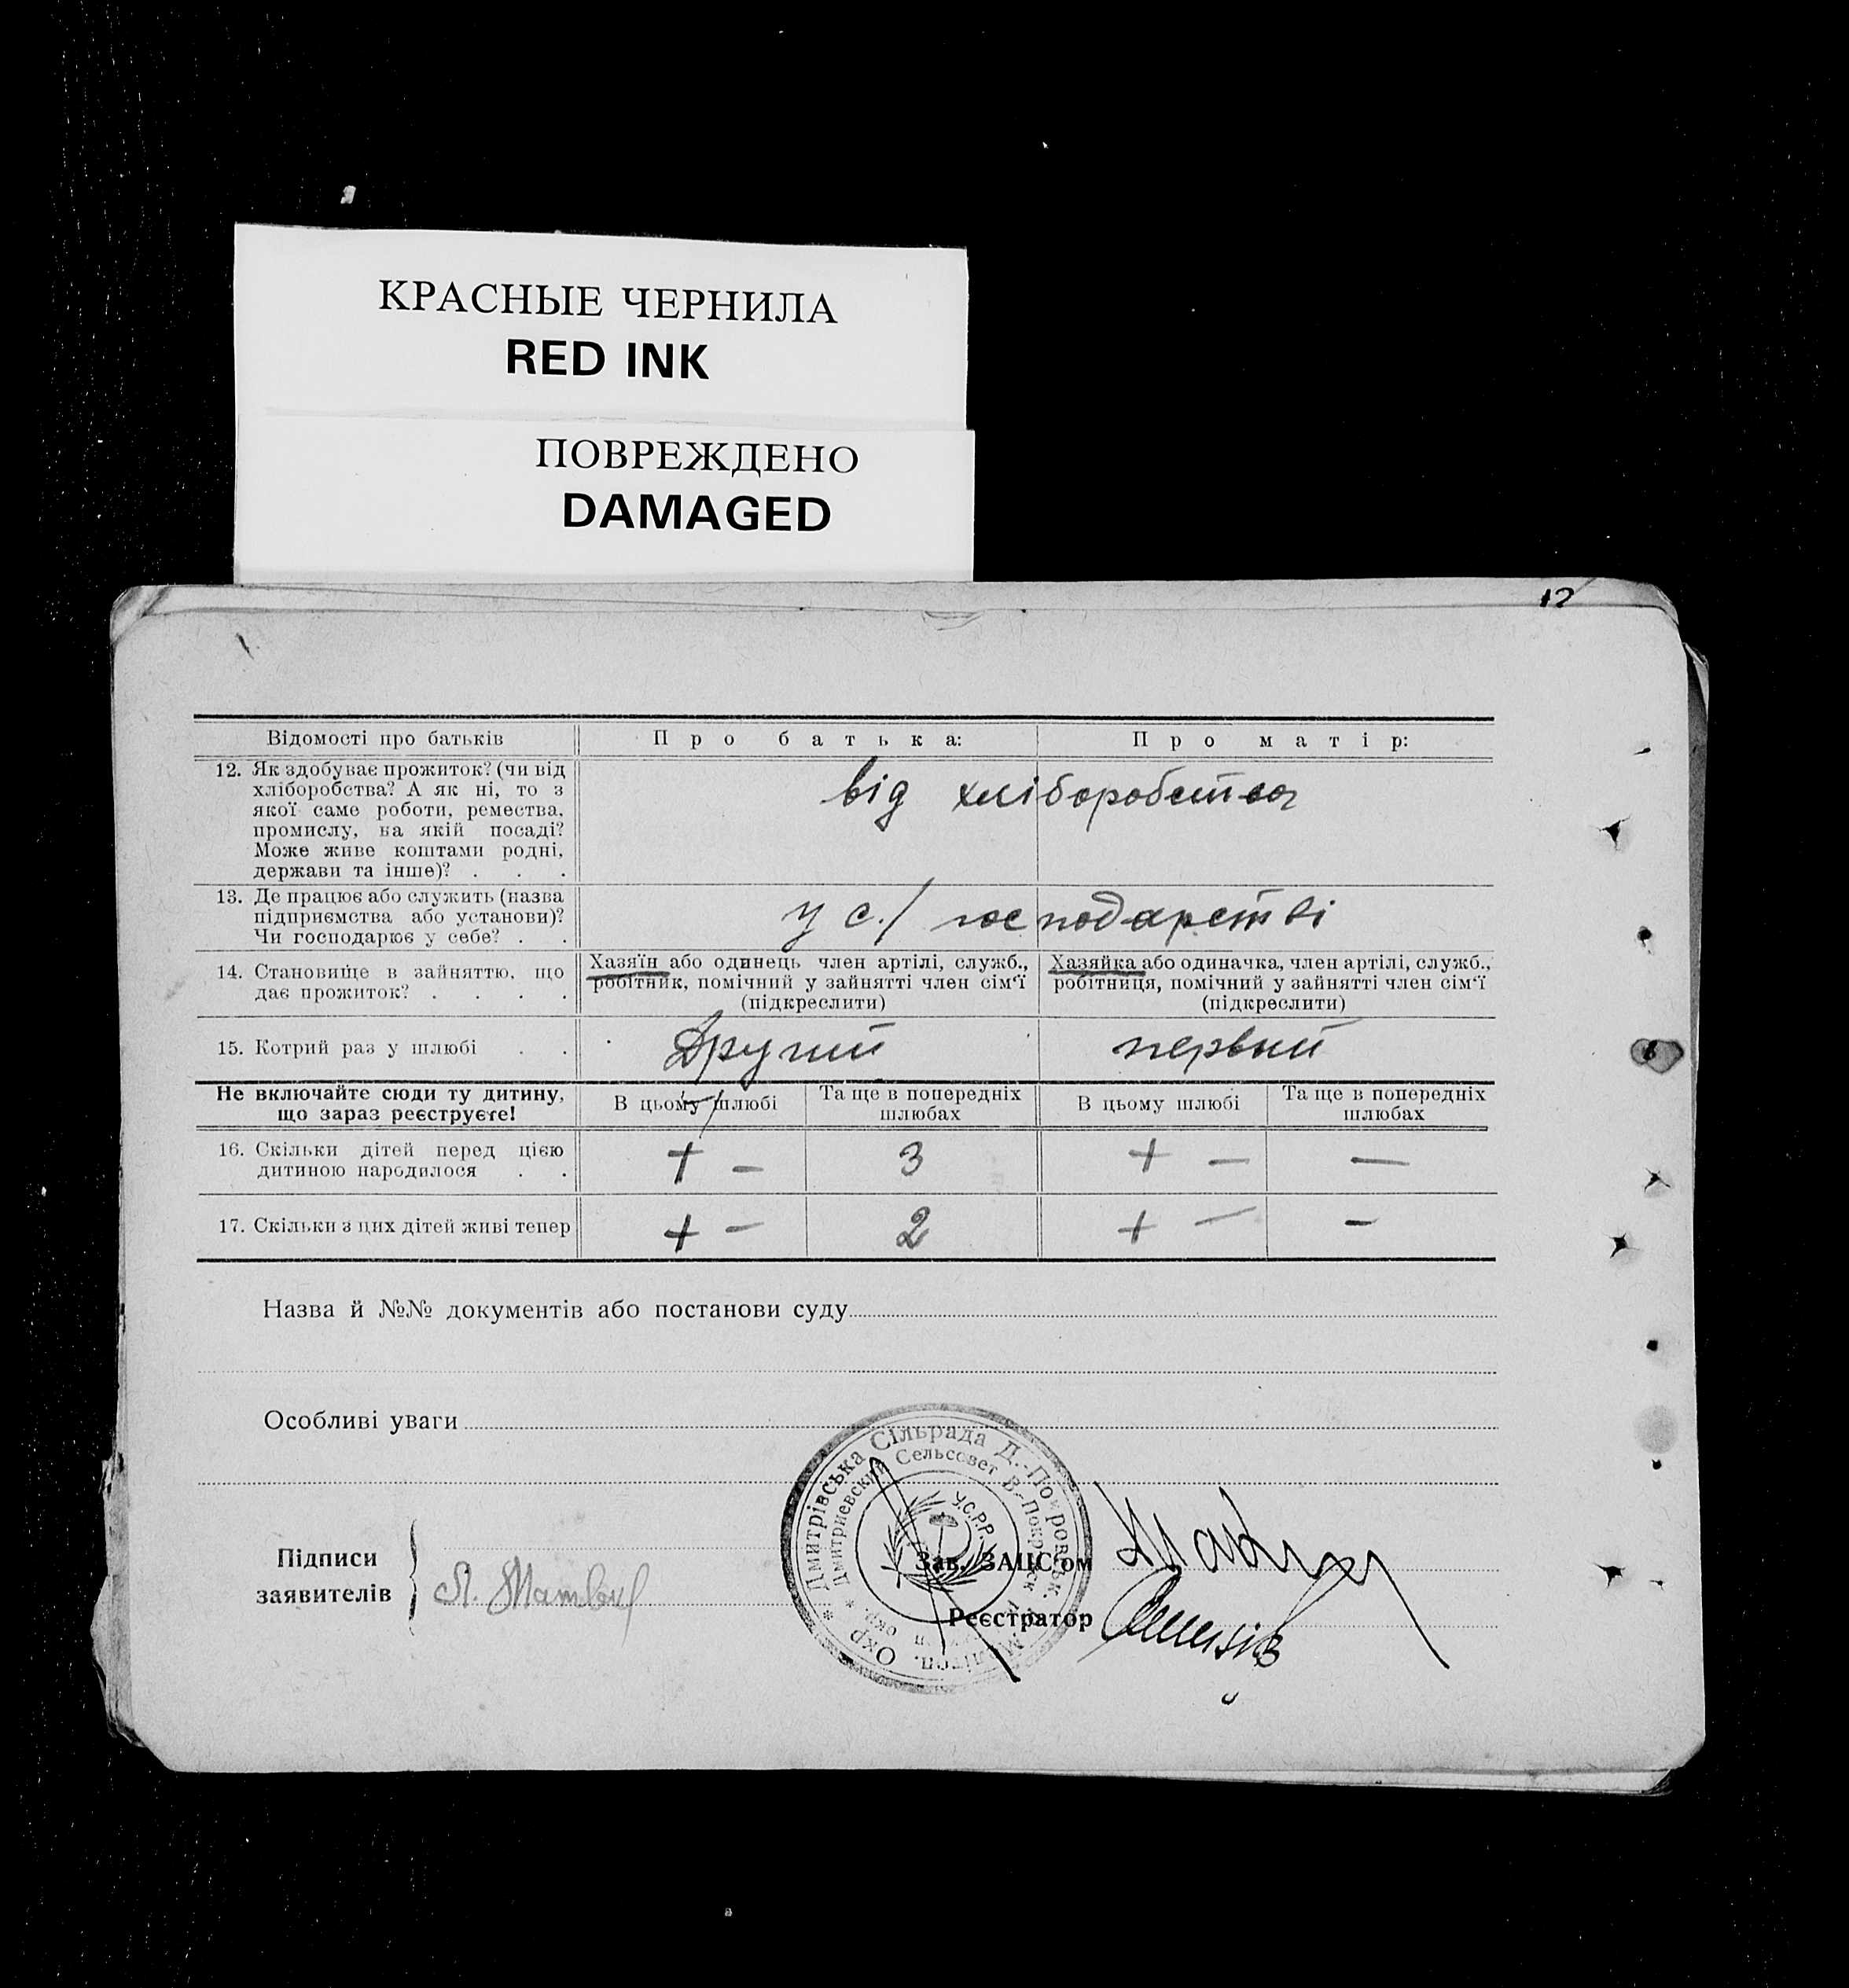 КРАСНЫЕ ЧЕРНИЛА
RED INK
ПОВРЕЖДЕНО
DAMAGED
12
Відомості про батьків
Про батька:
Про матір:
12. Як здобуває прожиток? (чи від
хліборобства? А як ні, то з
якої саме роботи, ремества,
промислу, на якій посаді?
Може живе коштами родні,
держави та інше)? . . .
від хліборобства
13. Де працює або служить (назва
підприємства або установи)?
Чи господарює у себе? . .
у с./господарстві
14. Становище в зайняттю, що
дає прожиток? . . . .
Хазяїн або одинець член артілі, служб.,
робітник, помічний у зайнятті член сім'ї
(підкреслити)
Хазяйка або одиначка, член артілі, служб.,
робітниця, помічний у зайнятті член сім'ї
(підкреслити)
15. Котрий раз у шлюбі . .
Другий
первий
Не включайте сюди ту дитину,
що зараз реєструєте!
В цьому шлюбі
Та ще в попередніх
шлюбах
В цьому шлюбі
Та ще в попередніх
шлюбах
16. Скільки дітей перед цією
дитиною народилося . .
+ –
3
+ –
—
17. Скільки з цих дітей живі тепер
+ –
2
+ –
–
Назва й №№ документів або постанови суду
Особливі уваги
Дмитрівська Сільрада Д.-Покровськ.
Дмитриевский Сельсовет В.-Покровск
У.С.Р.Р.
Підписи
заявителів
Зав. ЗАЦС'ом
Реєстратор